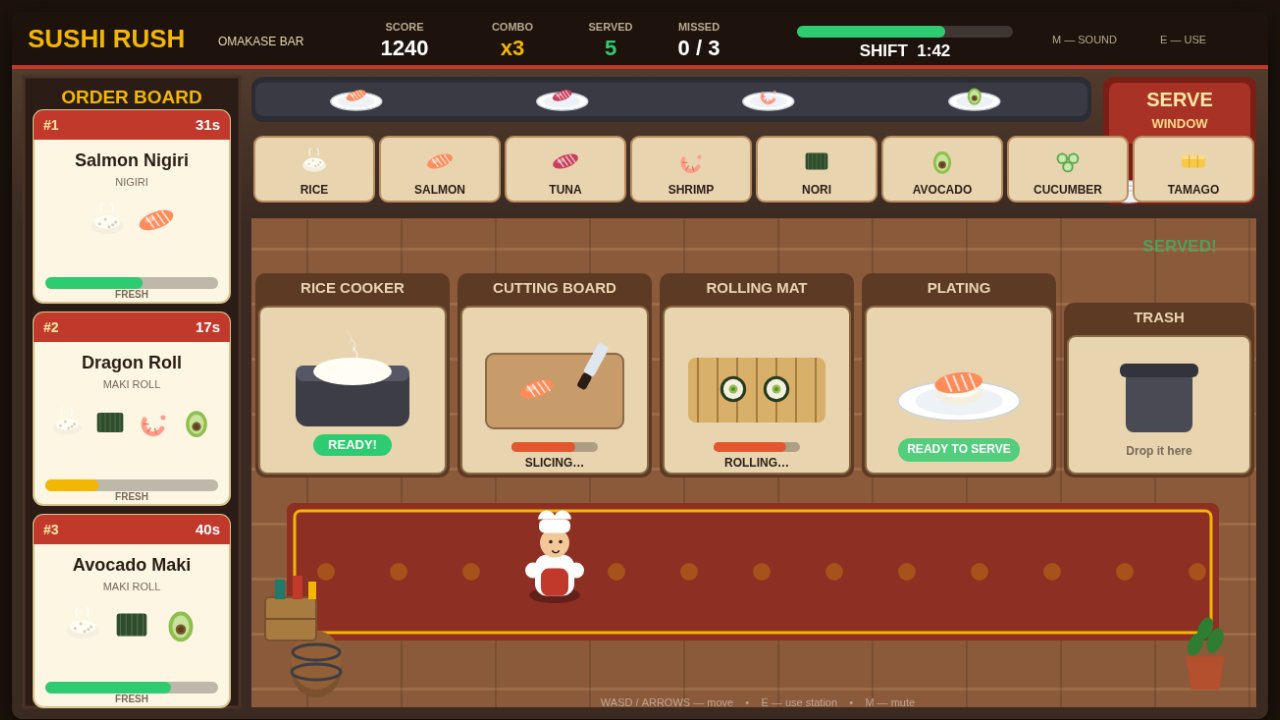 SUSHI RUSH
OMAKASE BAR
SCORE
1240
COMBO
x3
SERVED
5
MISSED
0 / 3
SHIFT 1:42
M — SOUND
E — USE
ORDER BOARD
#1 31s
Salmon Nigiri
NIGIRI
FRESH
#2 17s
Dragon Roll
MAKI ROLL
FRESH
#3 40s
Avocado Maki
MAKI ROLL
FRESH
SERVE
WINDOW
RICE
SALMON
TUNA
SHRIMP
NORI
AVOCADO
CUCUMBER
TAMAGO
SERVED!
RICE COOKER
READY!
CUTTING BOARD
SLICING...
ROLLING MAT
ROLLING...
PLATING
READY TO SERVE
TRASH
Drop it here
WASD / ARROWS — move • E — use station • M — mute